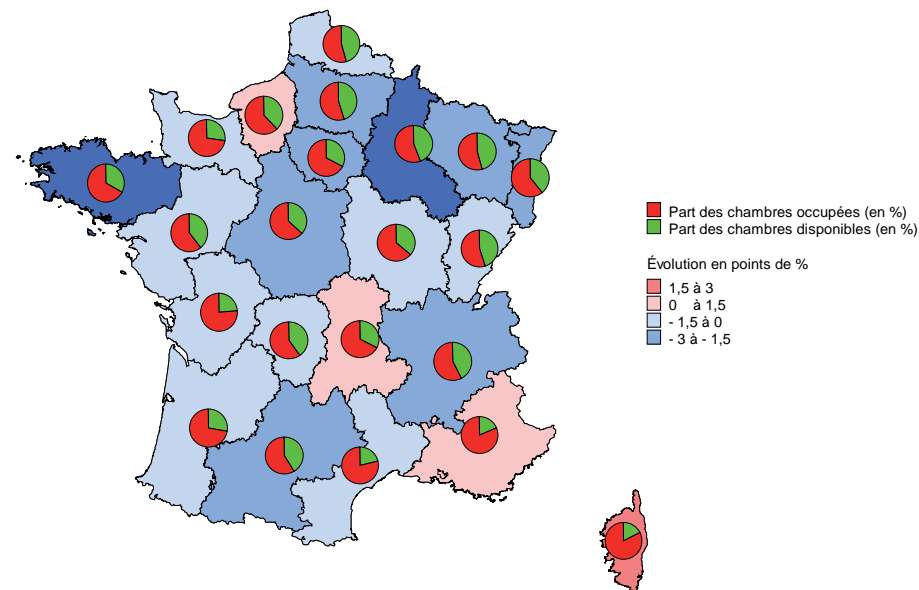 Part des chambres occupées (en %)
Part des chambres disponibles (en %)
Évolution en points de %
1,5 à 3
0 à 1,5
- 1,5 à 0
- 3 à - 1,5